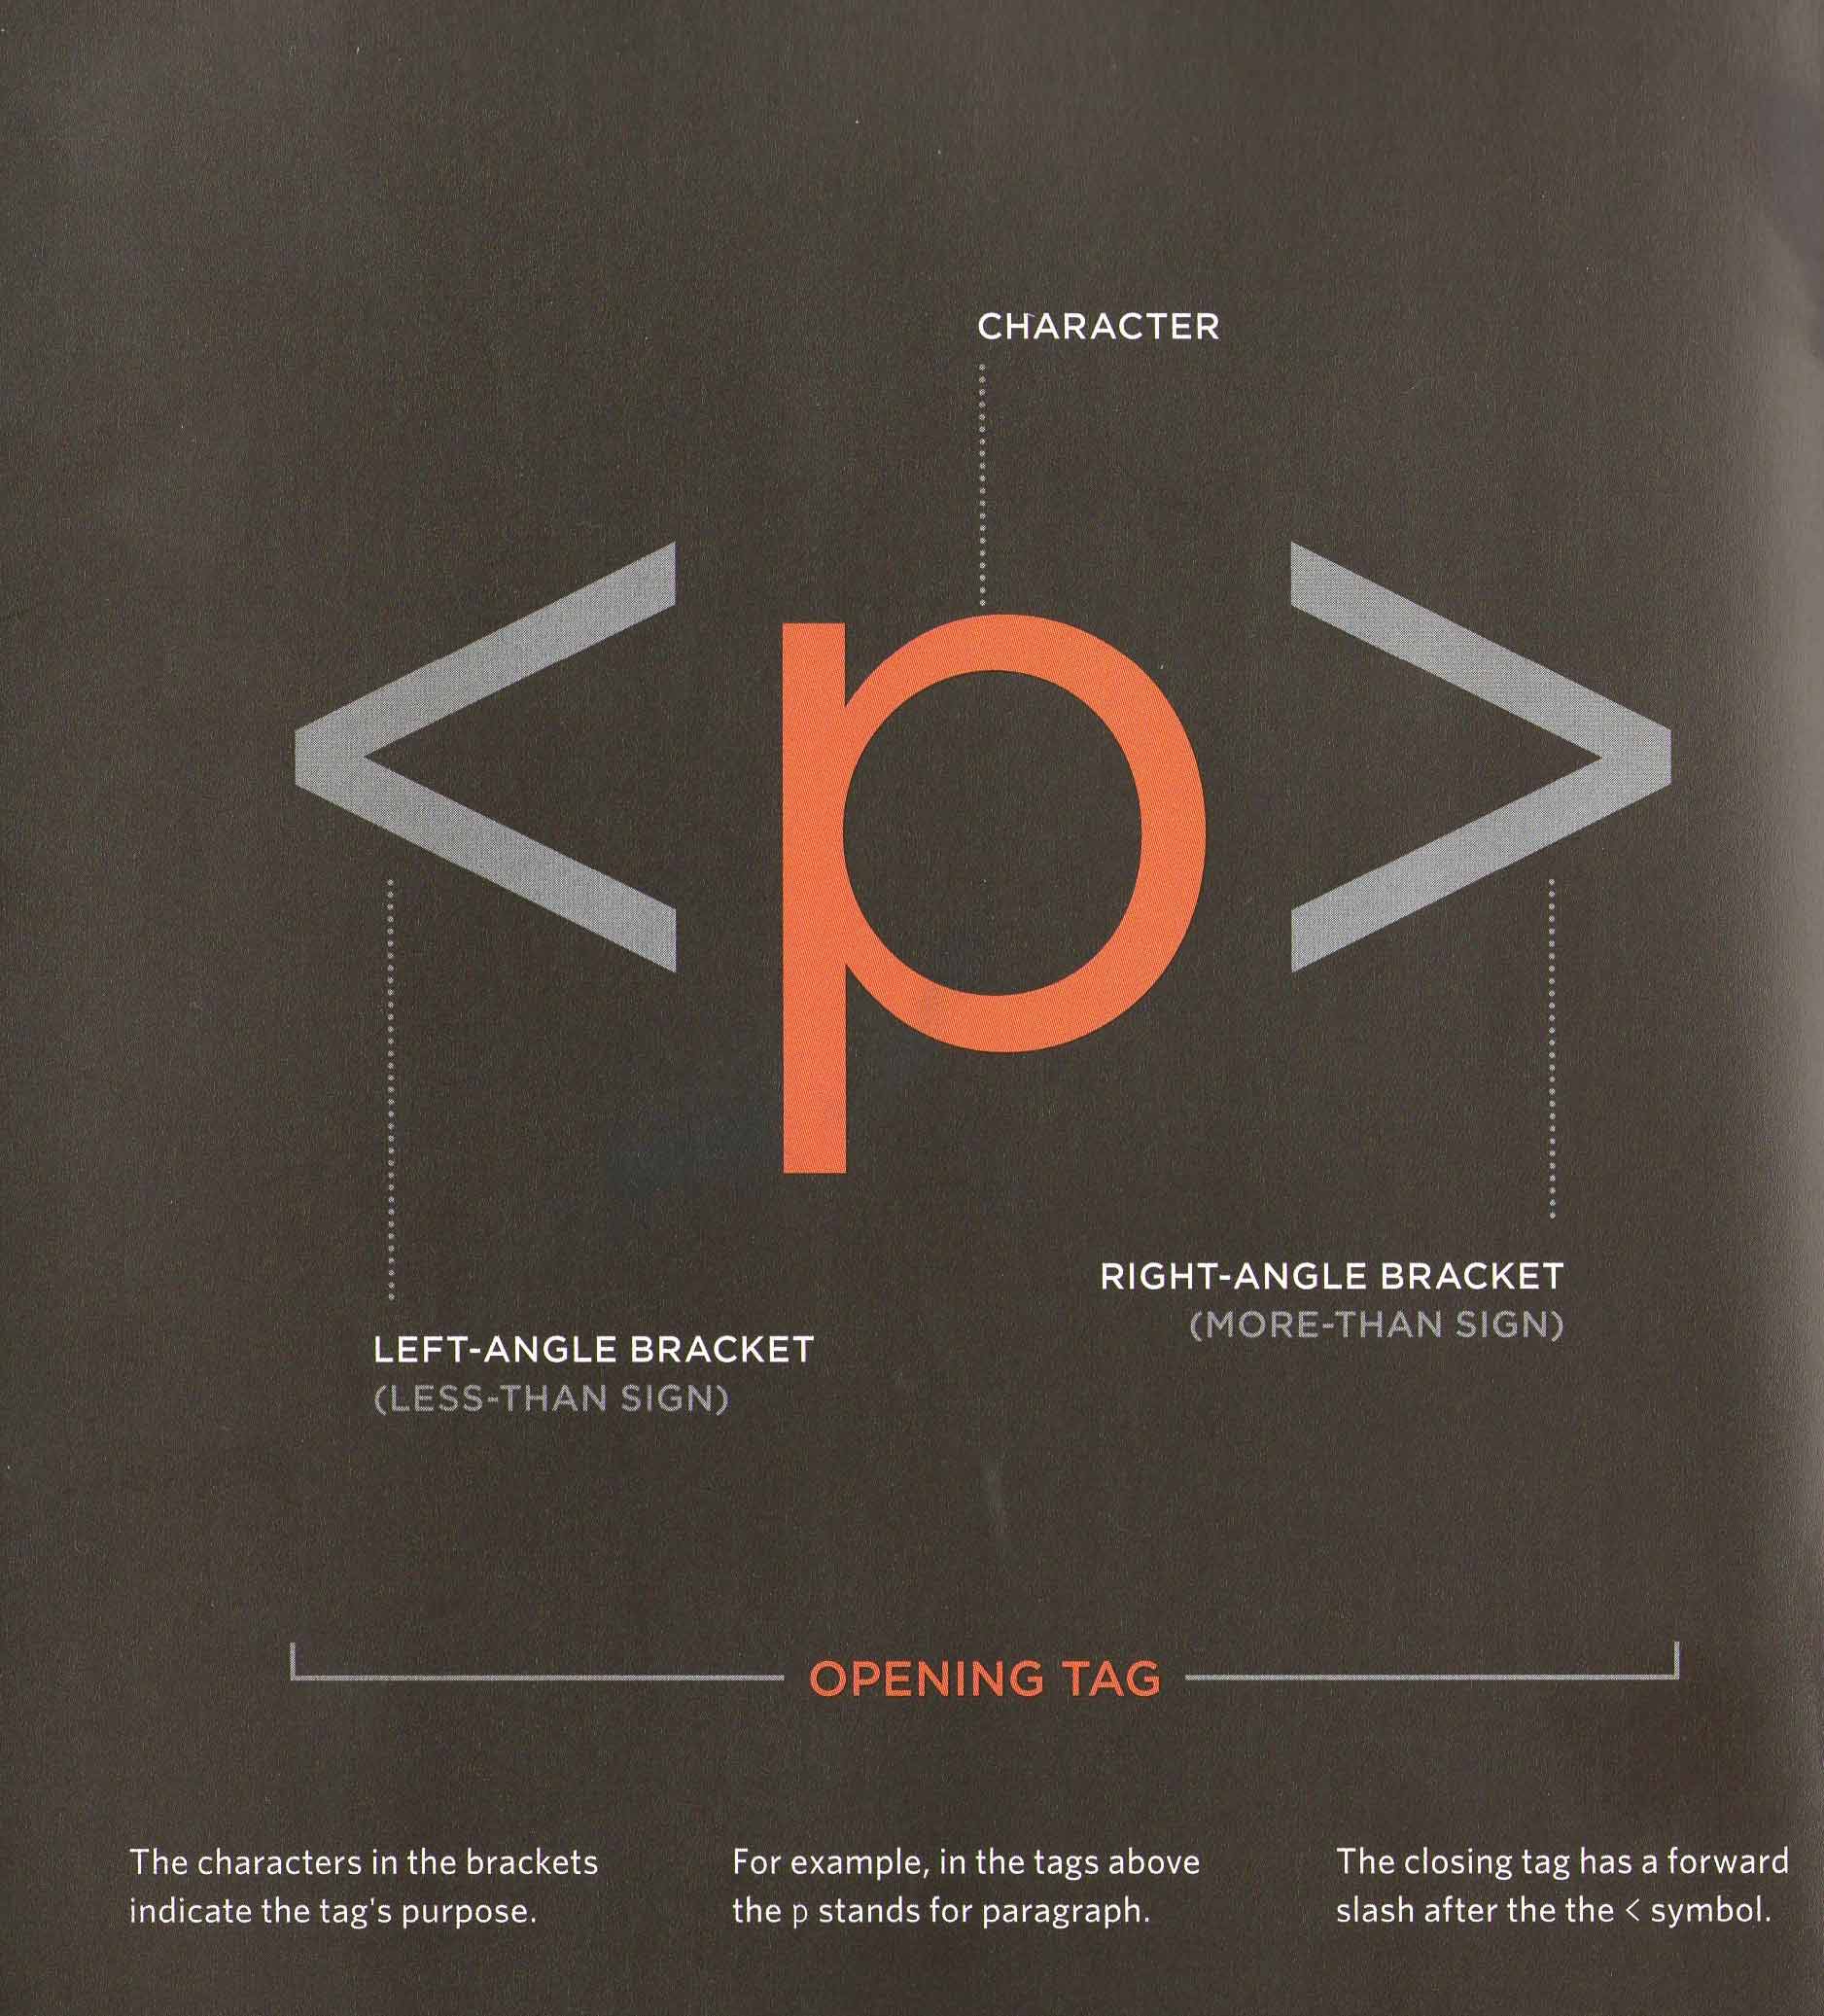 CHARACTER
<p>
RIGHT-ANGLE BRACKET
(MORE-THAN SIGN)
LEFT-ANGLE BRACKET
(LESS-THAN SIGN)
OPENING TAG
The characters in the brackets
indicate the tag's purpose.
For example, in the tags above
the p stands for paragraph.
The closing tag has a forward
slash after the the < symbol.